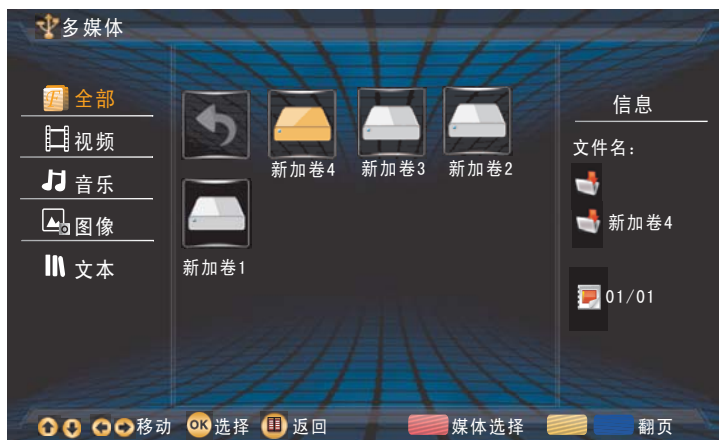 多媒体
全部
视频
音乐
图像
文本
新加卷4
新加卷3
新加卷2
新加卷1
信息
文件名:
新加卷4
01/01
移动 OK 选择 返回 媒体选择 翻页